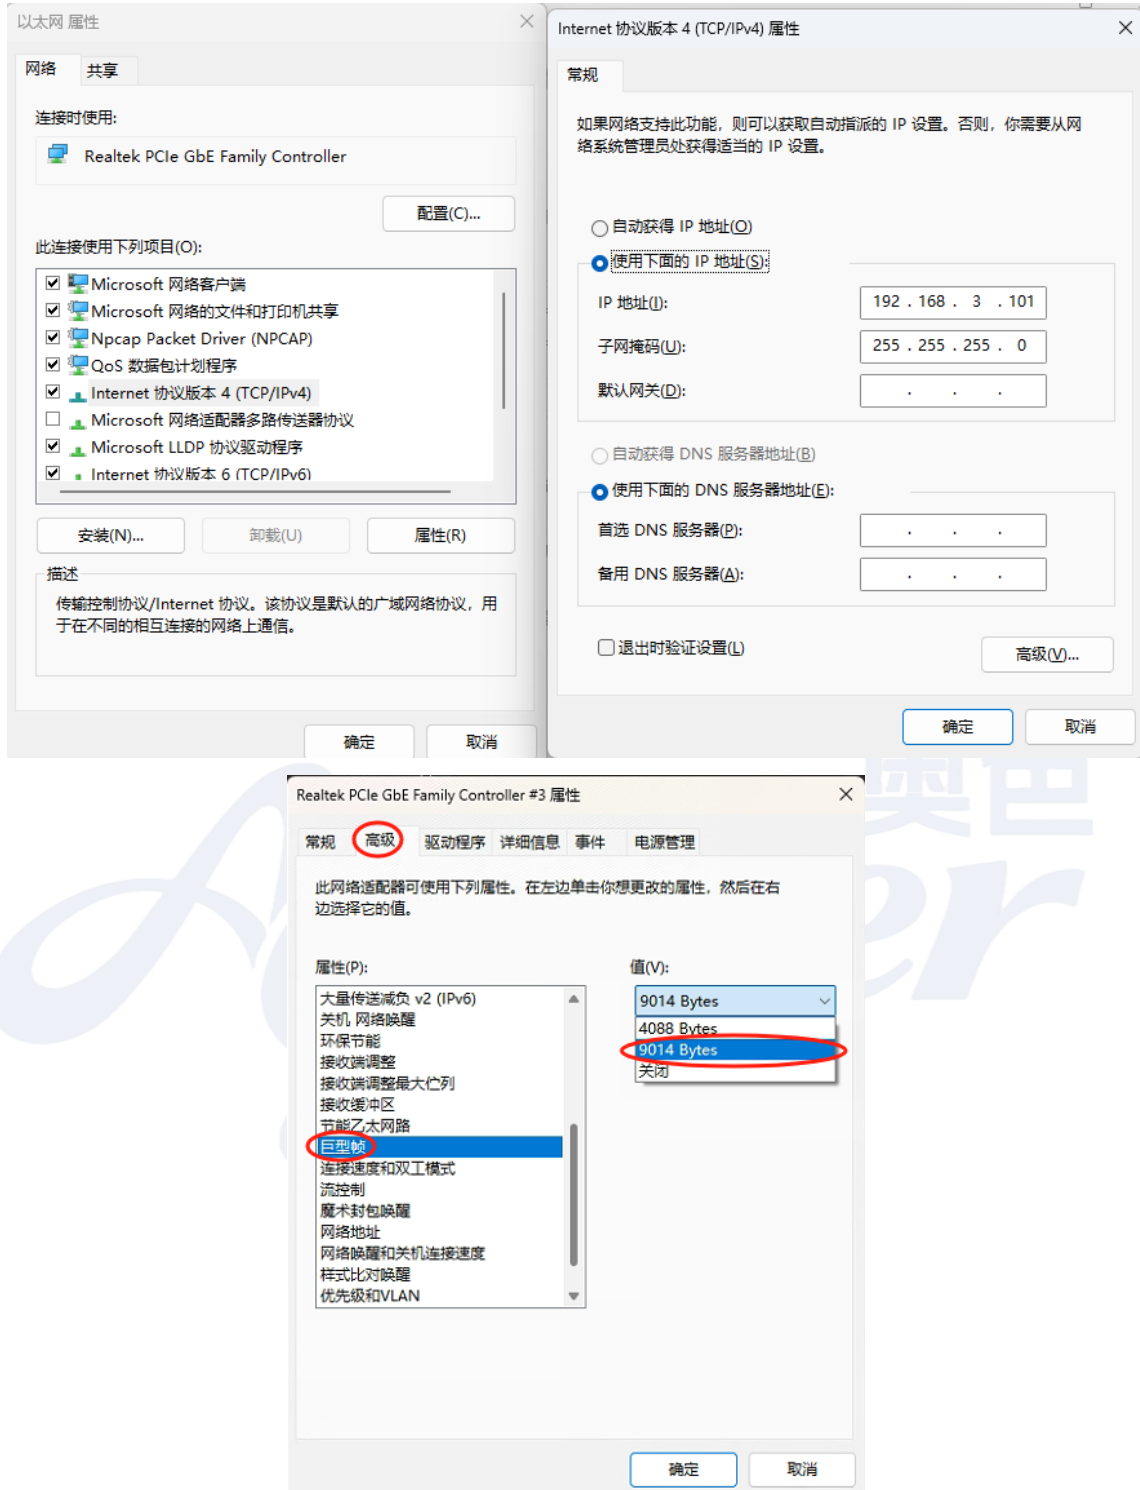 以太网 属性
网络
共享
连接时使用:
Realtek PCIe GbE Family Controller
配置(C)...
此连接使用下列项目(O):
Microsoft 网络客户端
Microsoft 网络的文件和打印机共享
Npcap Packet Driver (NPCAP)
QoS 数据包计划程序
Internet 协议版本 4 (TCP/IPv4)
Microsoft 网络适配器多路传送器协议
Microsoft LLDP 协议驱动程序
Internet 协议版本 6 (TCP/IPv6)
安装(N)...
卸载(U)
属性(R)
描述
传输控制协议/Internet 协议。该协议是默认的广域网络协议，用
于在不同的相互连接的网络上通信。
确定
取消
Internet 协议版本 4 (TCP/IPv4) 属性
常规
如果网络支持此功能，则可以获取自动指派的 IP 设置。否则，你需要从网
络系统管理员处获得适当的 IP 设置。
自动获得 IP 地址(O)
使用下面的 IP 地址(S):
IP 地址(I):
192 . 168 . 3 . 101
子网掩码(U):
255 . 255 . 255 . 0
默认网关(D):
. . .
自动获得 DNS 服务器地址(B)
使用下面的 DNS 服务器地址(E):
首选 DNS 服务器(P):
. . .
备用 DNS 服务器(A):
. . .
退出时验证设置(L)
高级(V)...
确定
取消
奥巴
Realtek PCIe GbE Family Controller #3 属性
常规
高级
驱动程序
详细信息
事件
电源管理
此网络适配器可使用下列属性。在左边单击你想更改的属性，然后在右
边选择它的值。
属性(P):
大量传送减负 v2 (IPv6)
关机 网络唤醒
环保节能
接收端调整
接收端调整最大伫列
接收缓冲区
节能乙太网路
巨型帧
连接速度和双工模式
流控制
魔术封包唤醒
网络地址
网络唤醒和关机连接速度
样式比对唤醒
优先级和VLAN
值(V):
9014 Bytes
4088 Bytes
9014 Bytes
关闭
确定
取消